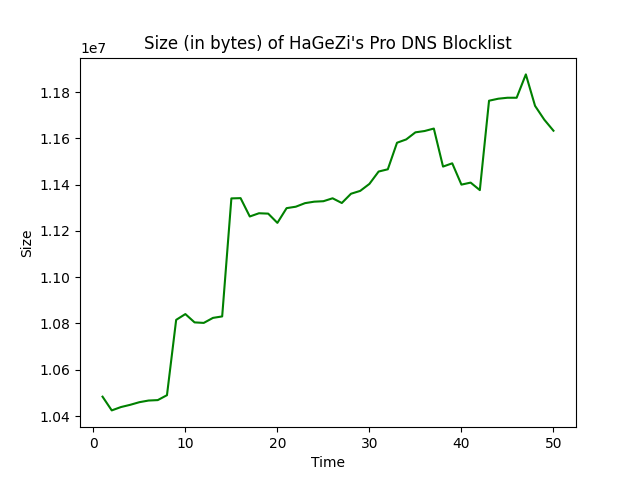 Size (in bytes) of HaGeZi's Pro DNS Blocklist
1e7
1.18
1.16
1.14
1.12
1.10
1.08
1.06
1.04
Size
0 10 20 30 40 50
Time